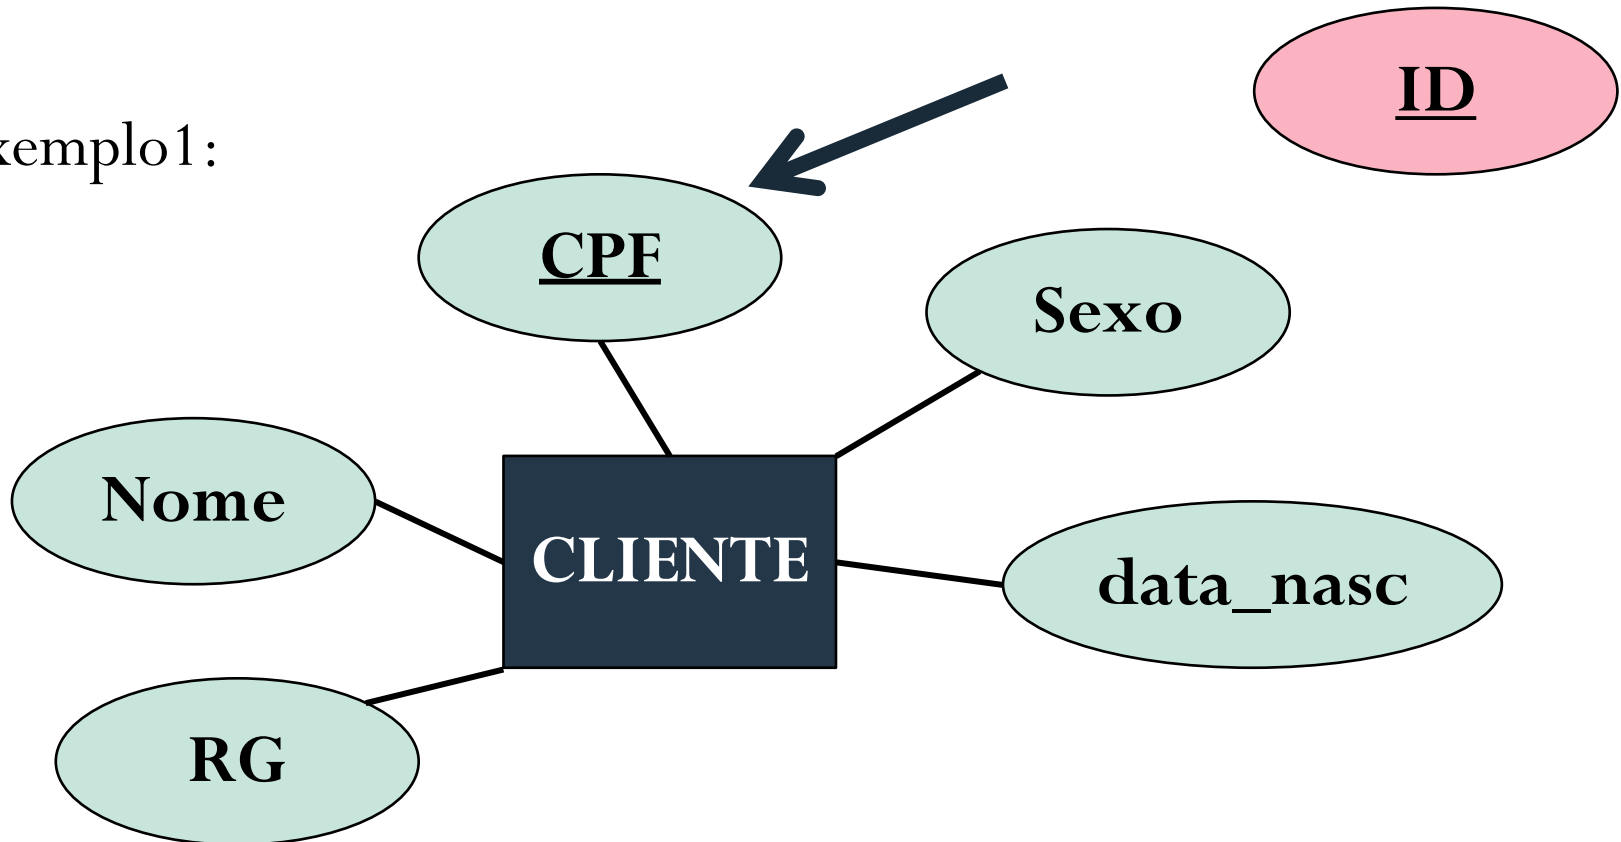 ID
xemplo1:
CPF
Sexo
Nome
CLIENTE
data_nasc
RG